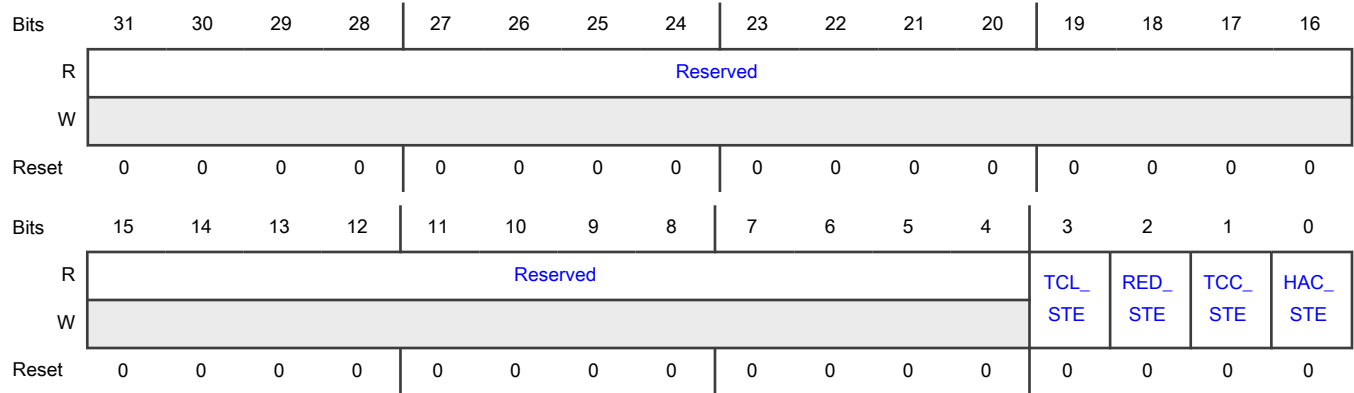 Bits 31 30 29 28 27 26 25 24 23 22 21 20 19 18 17 16
R Reserved
W
Reset 0 0 0 0 0 0 0 0 0 0 0 0 0 0 0 0
Bits 15 14 13 12 11 10 9 8 7 6 5 4 3 2 1 0
R Reserved TCL_ RED_ TCC_ HAC_
W STE STE STE STE
Reset 0 0 0 0 0 0 0 0 0 0 0 0 0 0 0 0